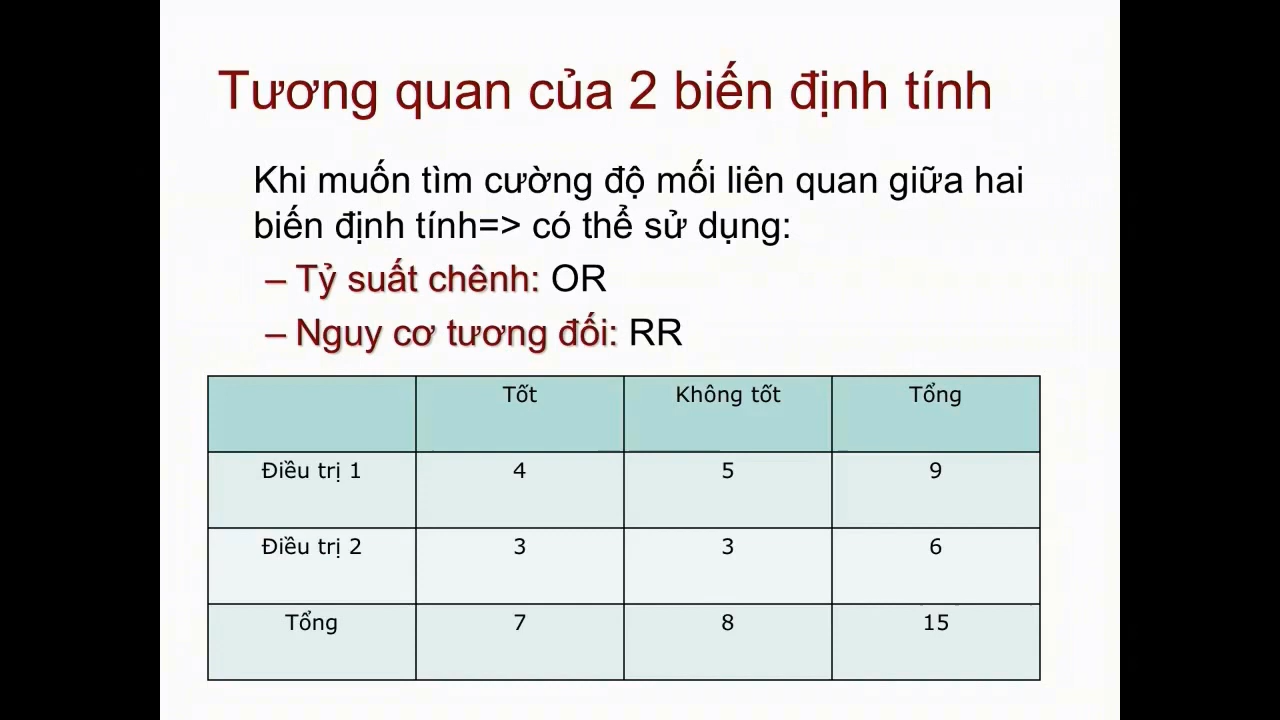 Tương quan của 2 biến định tính
Khi muốn tìm cường độ mối liên quan giữa hai
biến định tính=> có thể sử dụng:
– Tỷ suất chênh: OR
– Nguy cơ tương đối: RR
Tốt Không tốt Tổng
Điều trị 1 4 5 9
Điều trị 2 3 3 6
Tổng 7 8 15